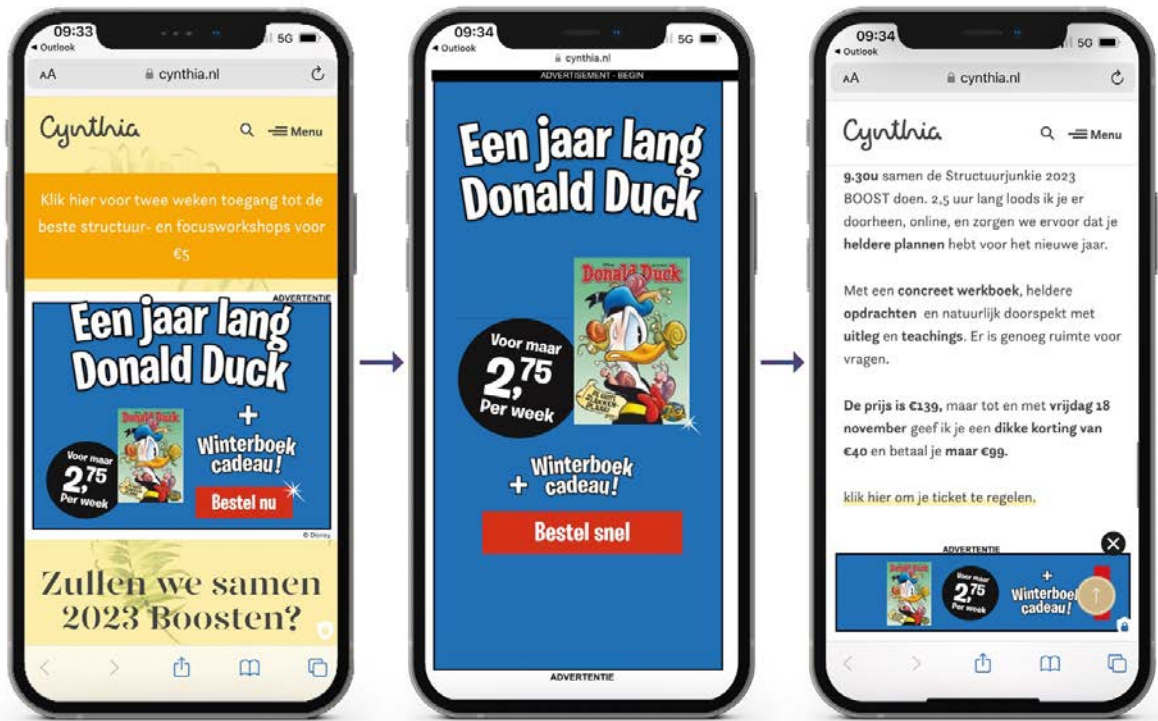 09:33
5G
Outlook
AA
cynthia.nl
Cynthia
Menu
Klik hier voor twee weken toegang tot de
beste structuur- en focusworkshops voor
€5
ADVERTENTIE
Een jaar lang
Donald Duck
Donald Duck
+
Winterboek
cadeau!
Voor maar
2,75
Per week
Bestel nu
© Disney
Zullen we samen
2023 Boosten?
09:34
5G
Outlook
cynthia.nl
ADVERTISEMENT - BEGIN
Een jaar lang
Donald Duck
Donald Duck
Voor maar
2,75
Per week
+ Winterboek
cadeau!
Bestel snel
ADVERTENTIE
09:34
5G
Outlook
AA
cynthia.nl
Cynthia
Menu
9.30u samen de Structuurjunkie 2023
BOOST doen. 2,5 uur lang loods ik je er
doorheen, online, en zorgen we ervoor dat je
heldere plannen hebt voor het nieuwe jaar.
Met een concreet werkboek, heldere
opdrachten en natuurlijk doorspekt met
uitleg en teachings. Er is genoeg ruimte voor
vragen.
De prijs is €139, maar tot en met vrijdag 18
november geef ik je een dikke korting van
€40 en betaal je maar €99.
klik hier om je ticket te regelen.
ADVERTENTIE
Donald Duck
Voor maar
2,75
Per week
+
Winterboek
cadeau!